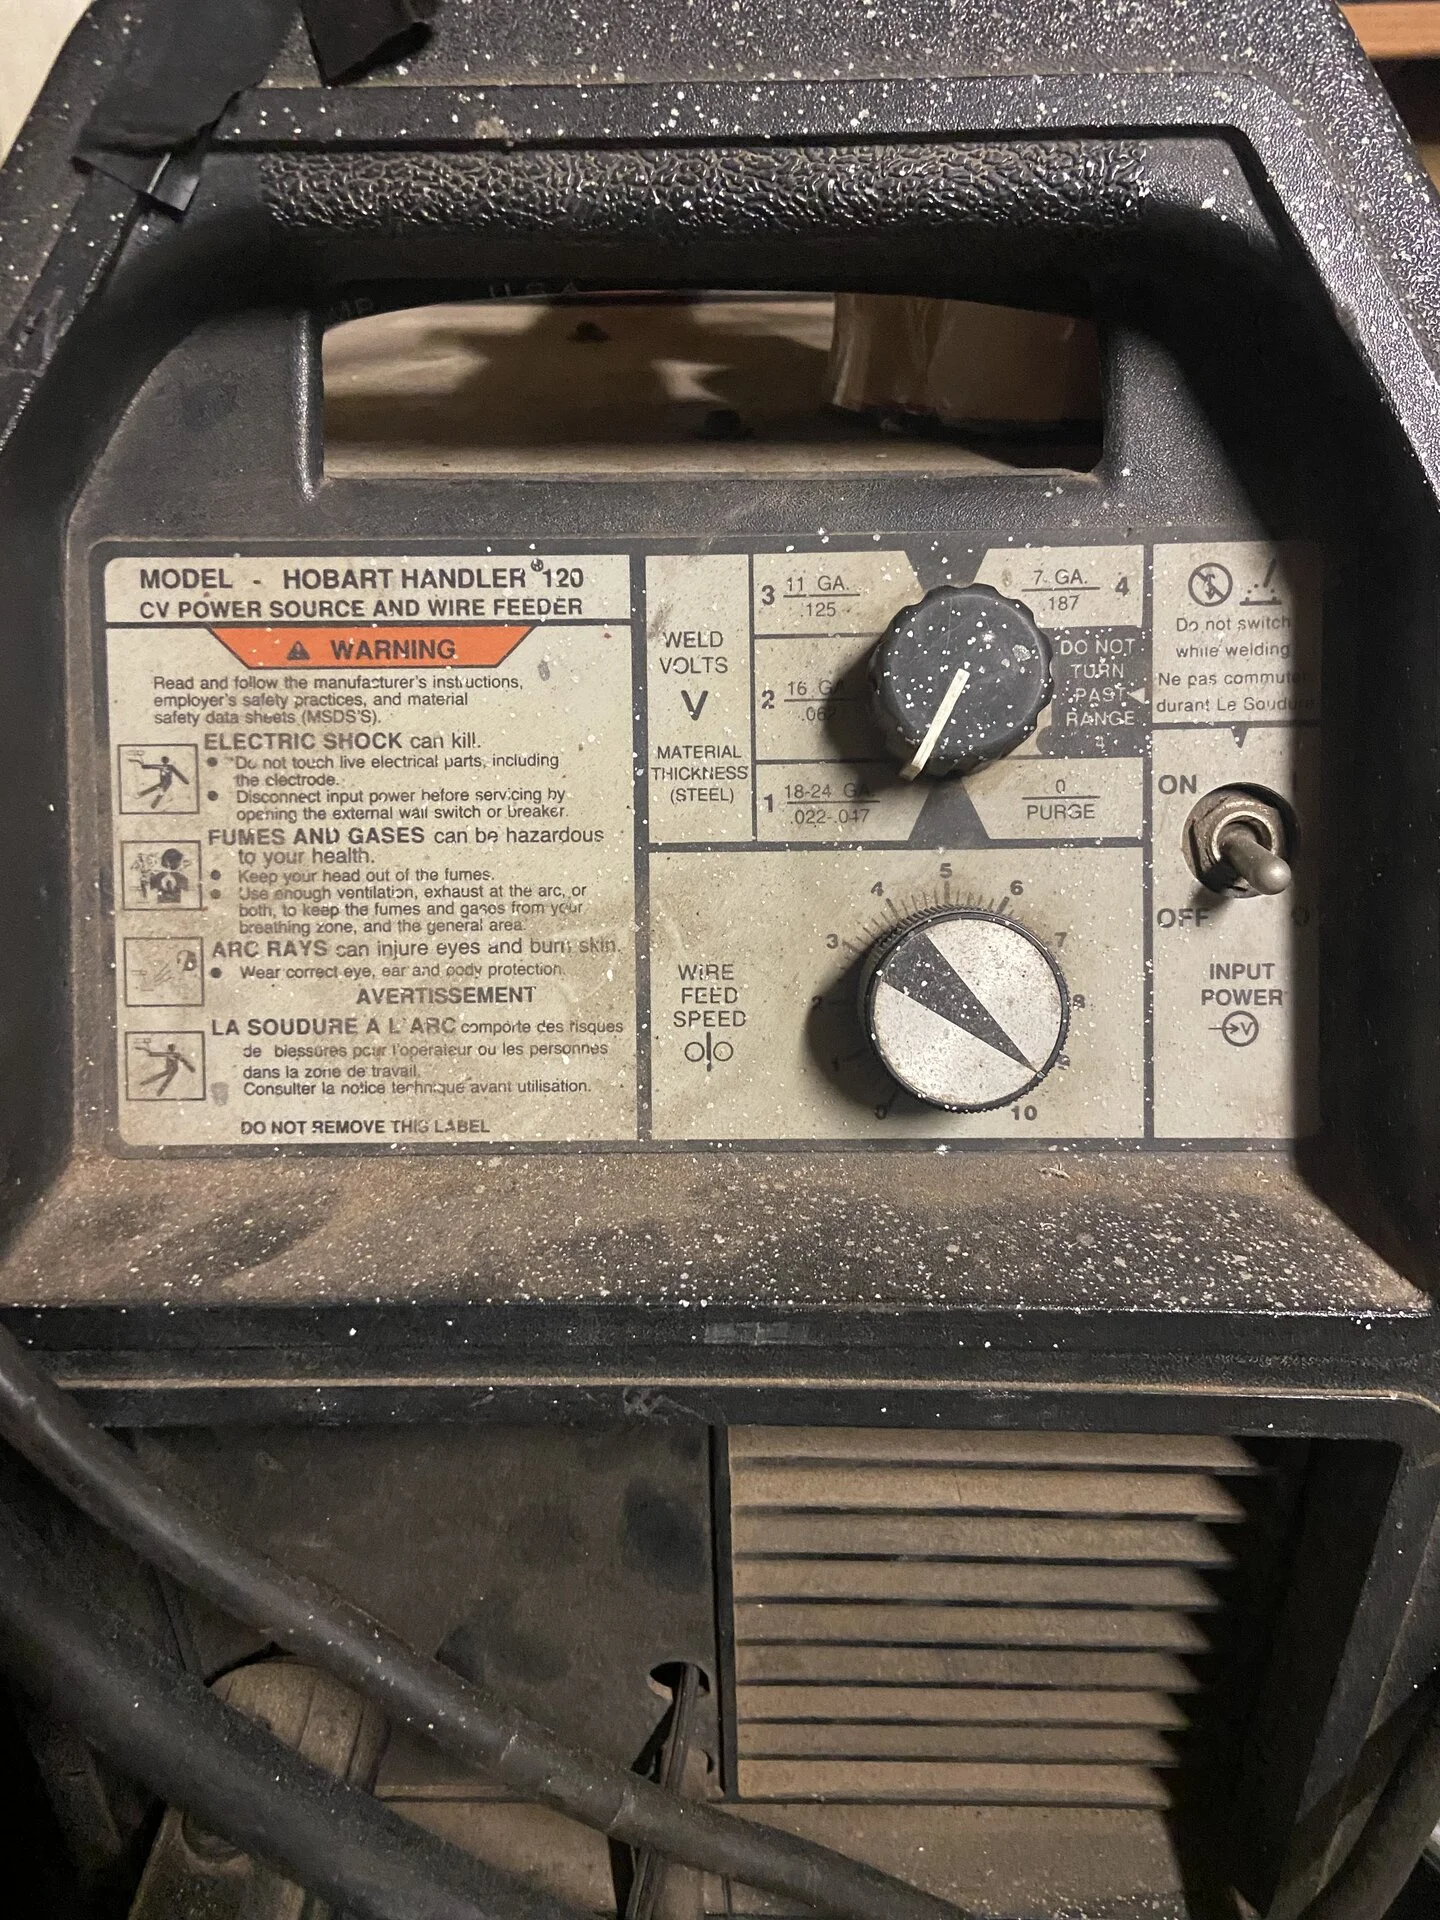 U.S.A.
MODEL - HOBART HANDLER® 120
CV POWER SOURCE AND WIRE FEEDER
WARNING
Read and follow the manufacturer's instructions,
employer's safety practices, and material
safety data sheets (MSDS'S).
ELECTRIC SHOCK can kill.
• Do not touch live electrical parts, including
the electrode.
• Disconnect input power before servicing by
opening the external wall switch or breaker.
FUMES AND GASES can be hazardous
to your health.
• Keep your head out of the fumes.
• Use enough ventilation, exhaust at the arc, or
both, to keep the fumes and gases from your
breathing zone, and the general area.
ARC RAYS can injure eyes and burn skin.
• Wear correct eye, ear and body protection.
AVERTISSEMENT
LA SOUDURE A L'ARC comporte des risques
de blessures pour l'operateur ou les personnes
dans la zone de travail.
Consulter la notice technique avant utilisation.
DO NOT REMOVE THIS LABEL
WELD
VOLTS
V
MATERIAL
THICKNESS
(STEEL)
3 11 GA.
.125
7 GA. 4
.187
2 16 GA
.062
DO NOT
TURN
PAST
RANGE
4
1 18-24 GA.
.022-.047
0
PURGE
WIRE
FEED
SPEED
0 1 2 3 4 5 6 7 8 9 10
Do not switch
while welding
Ne pas commuter
durant Le Soudure
ON
OFF
INPUT
POWER
V